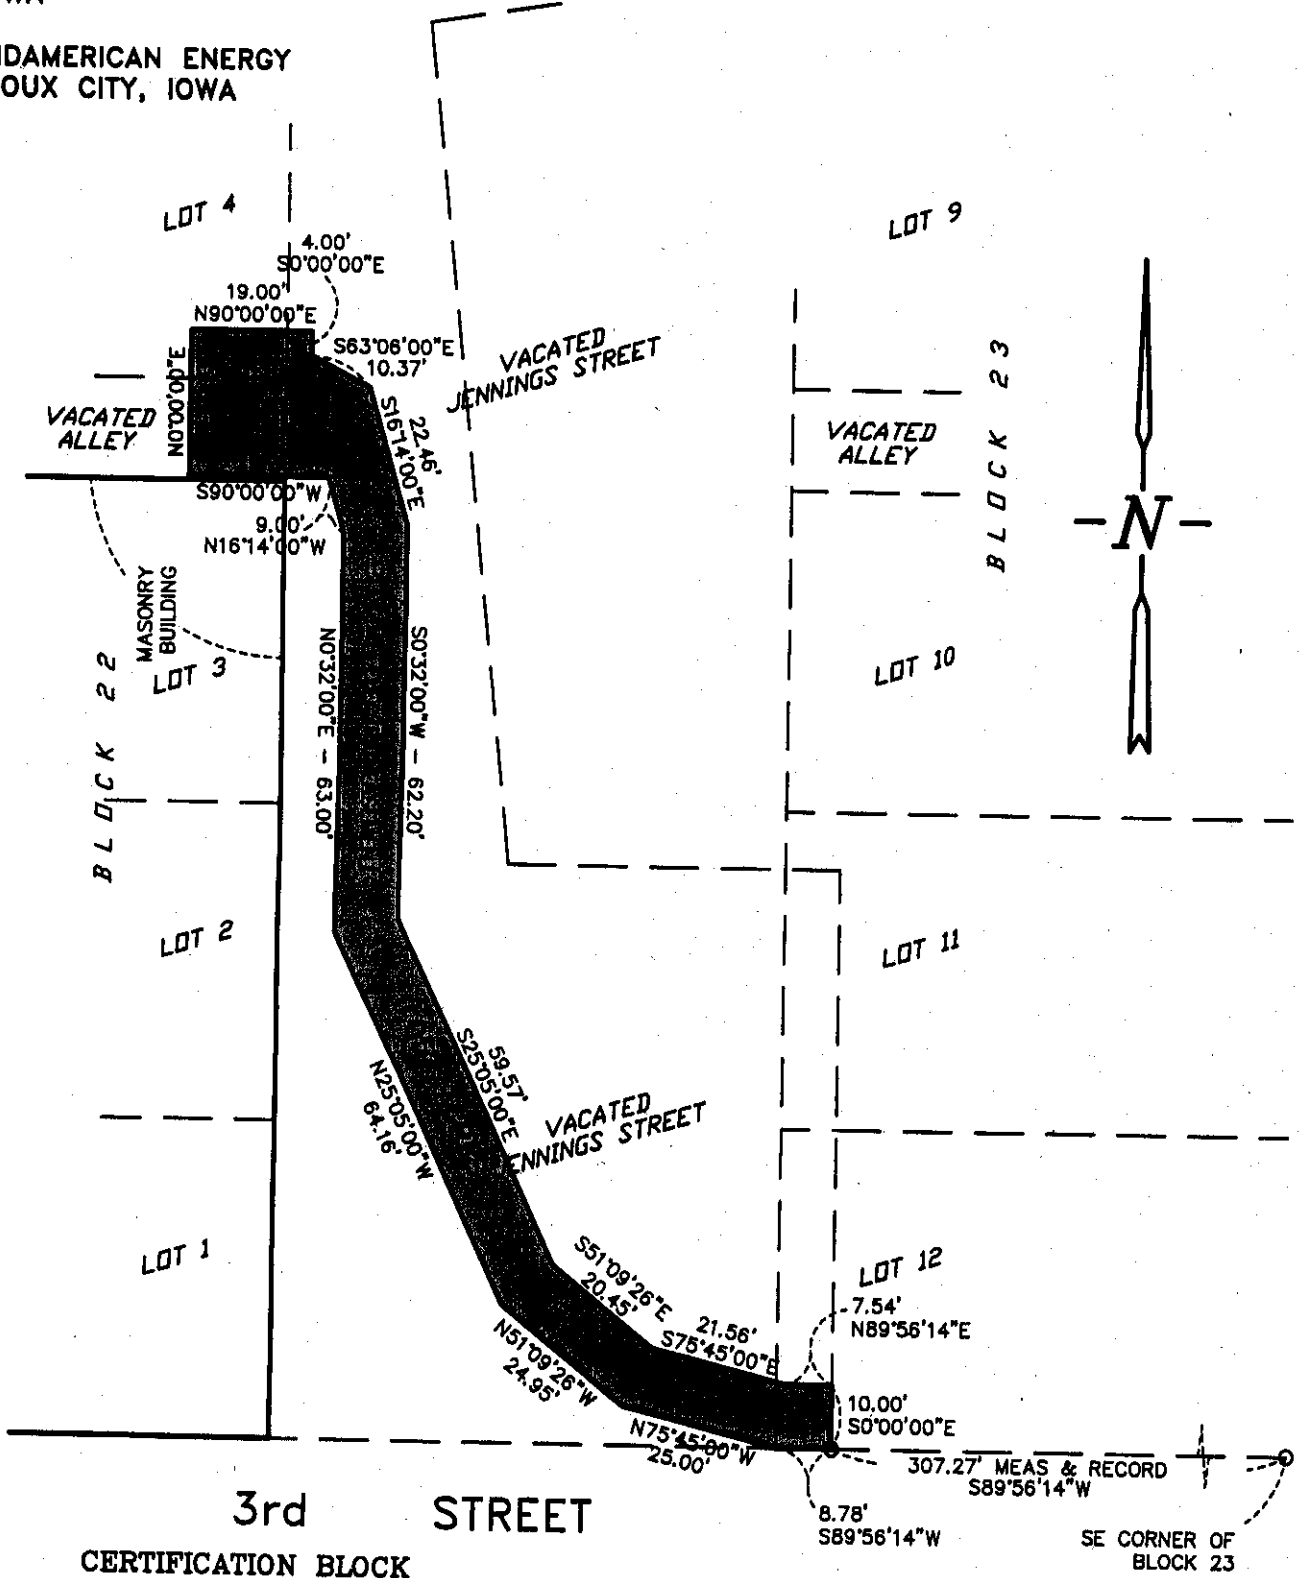 OUX CITY, IOWA
LOT 4
LOT 9
4.00'
S0°00'00"E
19.00'
N90°00'00"E
S63°06'00"E
10.37'
VACATED
JENNINGS STREET
BLOCK 23
N0°00'00"E
VACATED
ALLEY
22.46'
S16°14'00"E
VACATED
ALLEY
S90°00'00"W
9.00'
N16°14'00"W
N
MASONRY
BUILDING
LOT 3
BLOCK 22
N0°32'00"E - 63.00'
S0°32'00"W - 62.20'
LOT 10
LOT 2
LOT 11
59.57'
S25°05'00"E
N25°05'00"W
64.16'
VACATED
ENNINGS STREET
LOT 1
LOT 12
S51°09'26"E
20.45'
21.56'
S75°45'00"E
7.54'
N89°56'14"E
N51°09'26"W
24.95'
10.00'
S0°00'00"E
N75°45'00"W
25.00'
307.27' MEAS & RECORD
S89°56'14"W
8.78'
S89°56'14"W
SE CORNER OF
BLOCK 23
3rd STREET
CERTIFICATION BLOCK